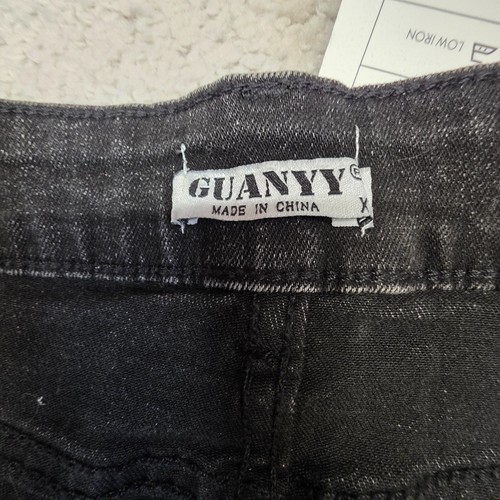 LOW IRON
GUANYY®
MADE IN CHINA
X